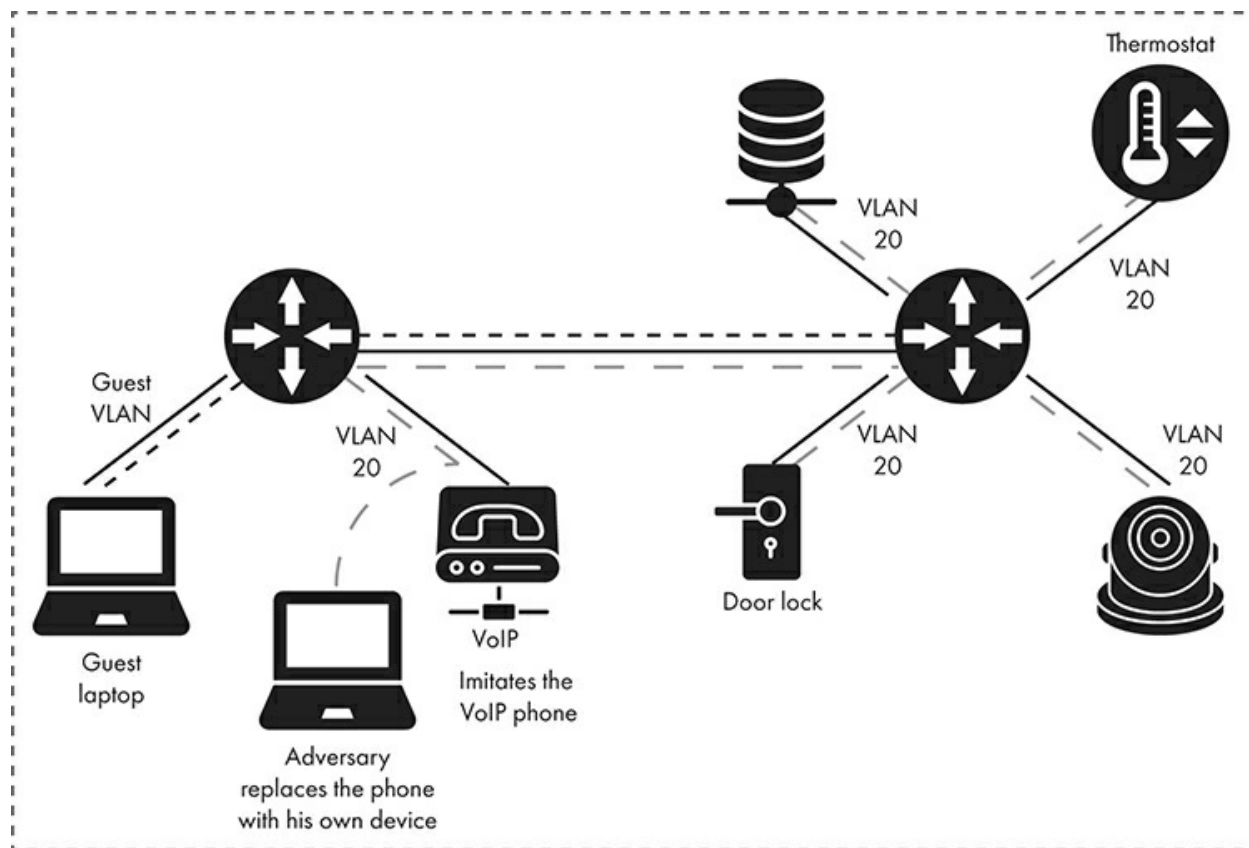 Thermostat
VLAN
20
VLAN
20
Guest
VLAN
VLAN
20
VLAN
20
VLAN
20
Door lock
VoIP
Guest
laptop
Imitates the
VoIP phone
Adversary
replaces the phone
with his own device